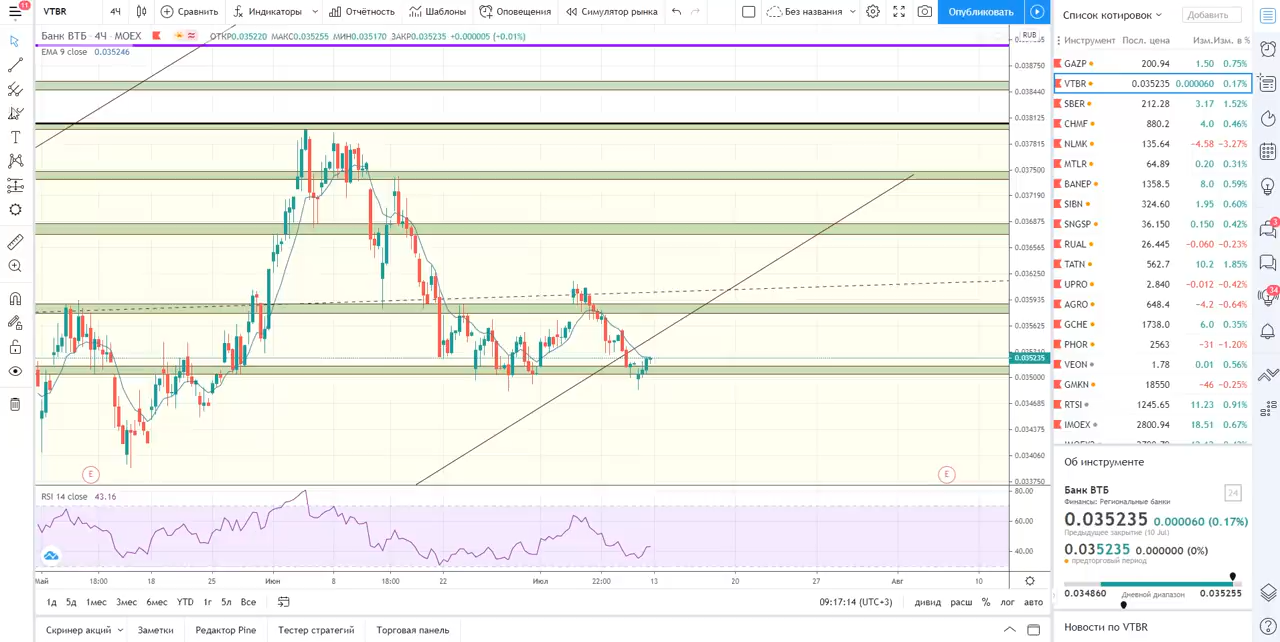 11
VTBR 4Ч Сравнить Индикаторы Отчётность Шаблоны Оповещения Симулятор рынка Без названия Опубликовать
Список котировок Добавить
Банк ВТБ · 4Ч · MOEX ОТКР0.035220 МАКС0.035255 МИН0.035170 ЗАКР0.035235 +0.000005 (+0.01%)
EMA 9 close 0.035246
RUB
0.038750
0.038440
0.038125
0.037815
0.037500
0.037190
0.036875
0.036565
0.036250
0.035935
0.035625
0.035235
0.035000
0.034685
0.034375
0.034060
0.033750
E E
RSI 14 close 43.16
80.00
60.00
40.00
Май 18:00 18 25 Июн 8 18:00 22 Июл 22:00 13 20 27 Авг 10
1д 5д 1мес 3мес 6мес YTD 1г 5л Все
09:17:14 (UTC+3) дивид расш % лог авто
Скринер акций Заметки Редактор Pine Тестер стратегий Торговая панель
Инструмент Посл. цена Изм. Изм. в %
GAZP 200.94 1.50 0.75%
VTBR 0.035235 0.000060 0.17%
SBER 212.28 3.17 1.52%
CHMF 880.2 4.0 0.46%
NLMK 135.64 −4.58 −3.27%
MTLR 64.89 0.20 0.31%
BANEP 1358.5 8.0 0.59%
SIBN 324.60 1.95 0.60%
SNGSP 36.150 0.150 0.42%
RUAL 26.445 −0.060 −0.23%
TATN 562.7 10.2 1.85%
UPRO 2.840 −0.012 −0.42%
AGRO 648.4 −4.2 −0.64%
GCHE 1738.0 6.0 0.35%
PHOR 2563 −31 −1.20%
VEON 1.78 0.01 0.56%
GMKN 18550 −46 −0.25%
RTSI 1245.65 11.23 0.91%
IMOEX 2800.94 18.51 0.67%
Об инструменте
Банк ВТБ
24
Финансы: Региональные банки
0.035235 0.000060 (0.17%)
Предыдущее закрытие (10 Jul)
0.035235 0.000000 (0%)
предторговый период
0.034860 Дневной диапазон 0.035255
Новости по VTBR
3
34